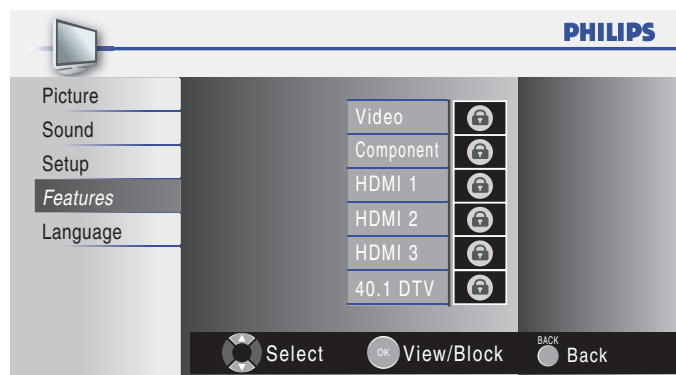 PHILIPS
Picture
Sound
Setup
Features
Language
Video
Component
HDMI 1
HDMI 2
HDMI 3
40.1 DTV
Select
OK View/Block
BACK
Back